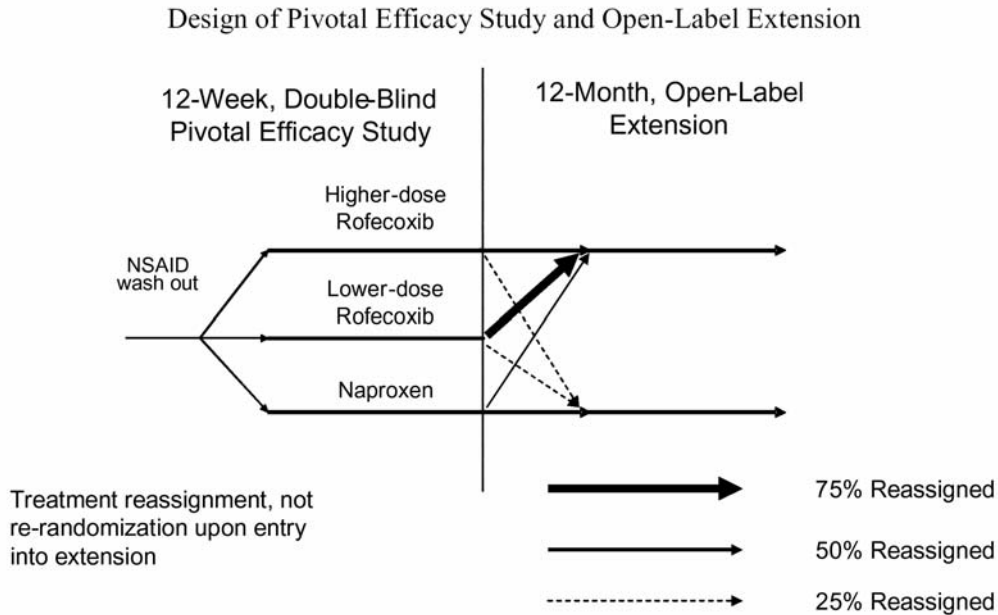 Design of Pivotal Efficacy Study and Open-Label Extension
12-Week, Double-Blind
Pivotal Efficacy Study
12-Month, Open-Label
Extension
Higher-dose
Rofecoxib
NSAID
wash out
Lower-dose
Rofecoxib
Naproxen
Treatment reassignment, not
re-randomization upon entry
into extension
75% Reassigned
50% Reassigned
25% Reassigned